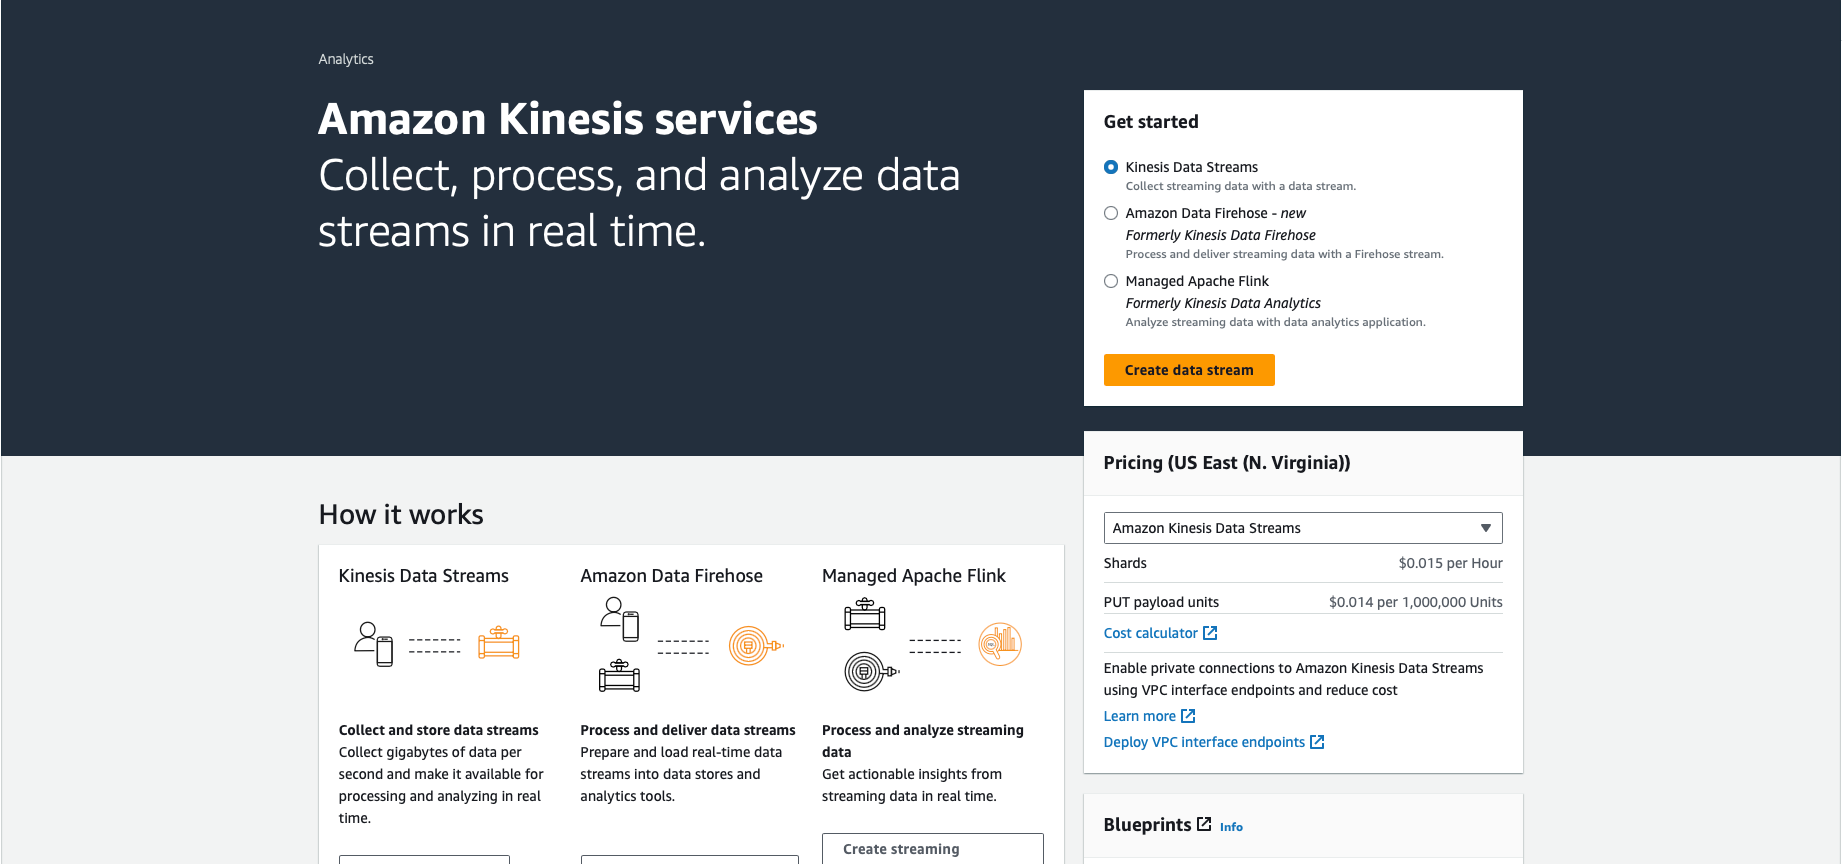 Analytics
Amazon Kinesis services
Collect, process, and analyze data
streams in real time.
Get started
Kinesis Data Streams
Collect streaming data with a data stream.
Amazon Data Firehose - new
Formerly Kinesis Data Firehose
Process and deliver streaming data with a Firehose stream.
Managed Apache Flink
Formerly Kinesis Data Analytics
Analyze streaming data with data analytics application.
Create data stream
Pricing (US East (N. Virginia))
Amazon Kinesis Data Streams
Shards $0.015 per Hour
PUT payload units $0.014 per 1,000,000 Units
Cost calculator
Enable private connections to Amazon Kinesis Data Streams
using VPC interface endpoints and reduce cost
Learn more
Deploy VPC interface endpoints
Blueprints Info
How it works
Kinesis Data Streams
Collect and store data streams
Collect gigabytes of data per
second and make it available for
processing and analyzing in real
time.
Amazon Data Firehose
Process and deliver data streams
Prepare and load real-time data
streams into data stores and
analytics tools.
Managed Apache Flink
Process and analyze streaming
data
Get actionable insights from
streaming data in real time.
Create streaming